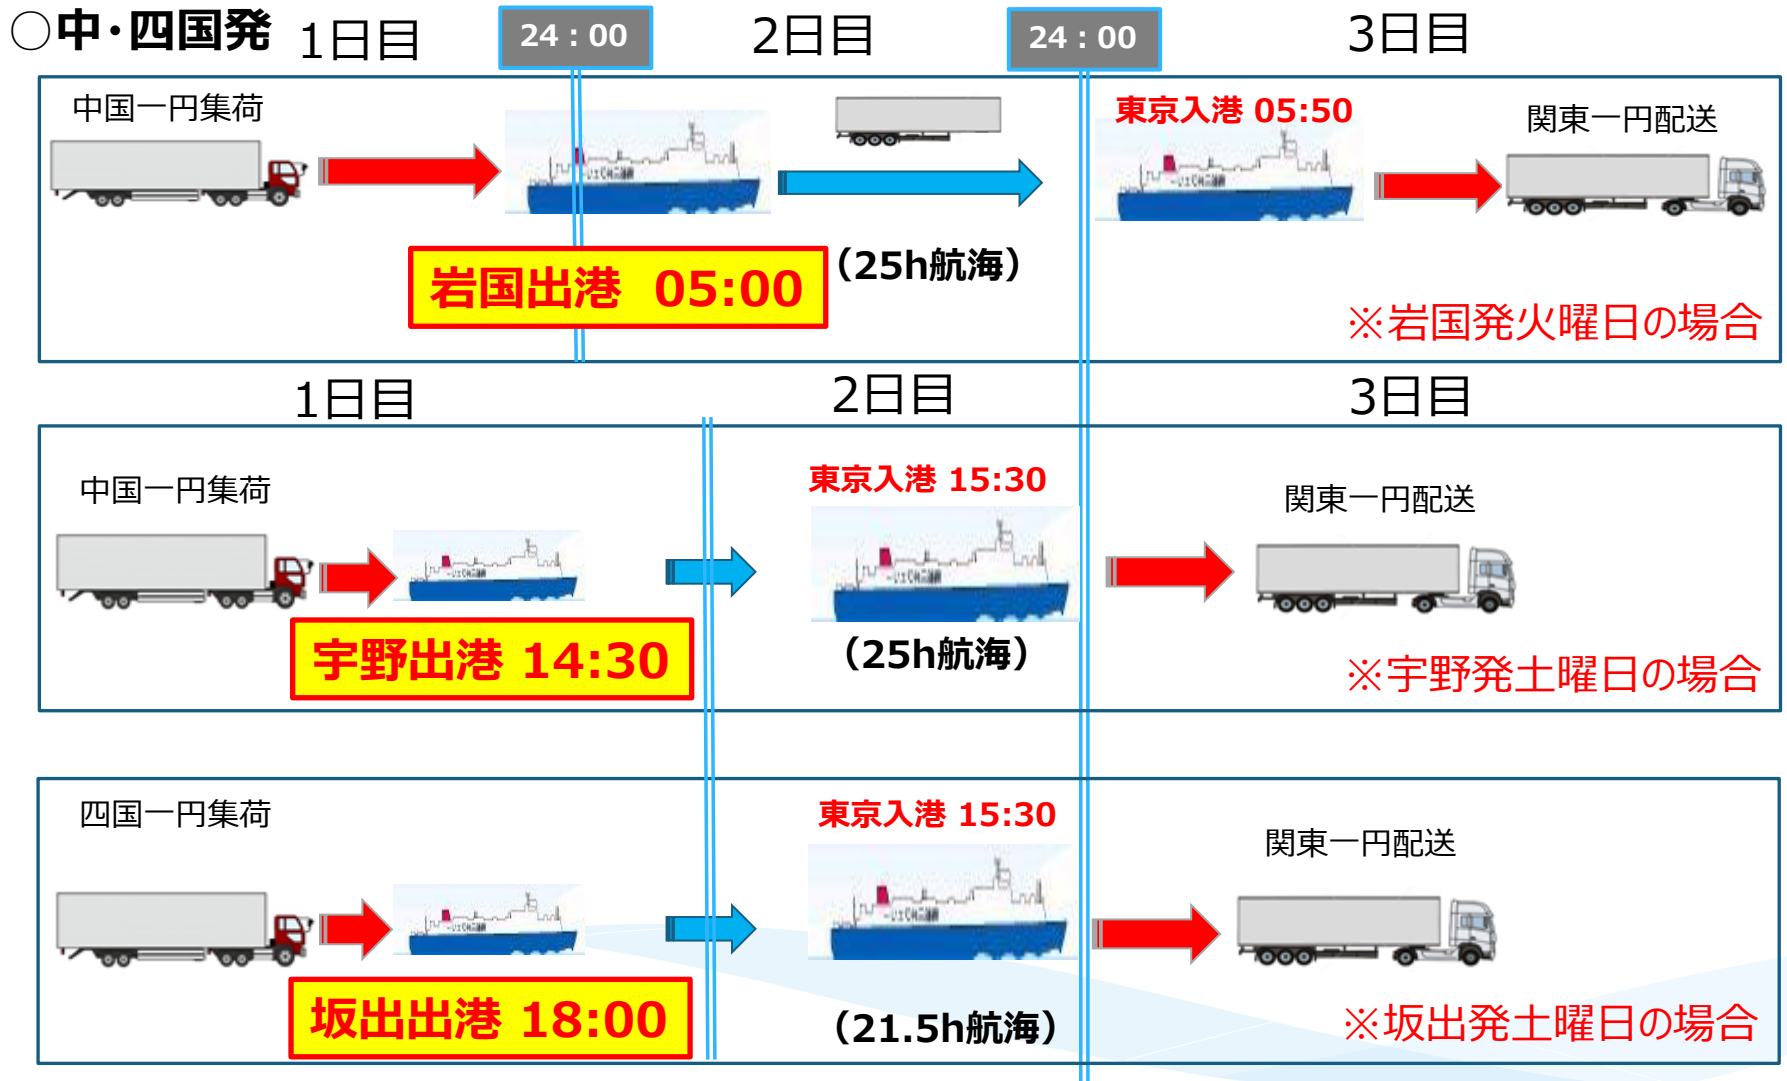 ○中・四国発
1日目
24：00
2日目
24：00
3日目
中国一円集荷
東京入港 05:50
関東一円配送
岩国出港 05:00
（25h航海）
※岩国発火曜日の場合
1日目
2日目
3日目
中国一円集荷
東京入港 15:30
関東一円配送
宇野出港 14:30
（25h航海）
※宇野発土曜日の場合
四国一円集荷
東京入港 15:30
関東一円配送
坂出出港 18:00
（21.5h航海）
※坂出発土曜日の場合